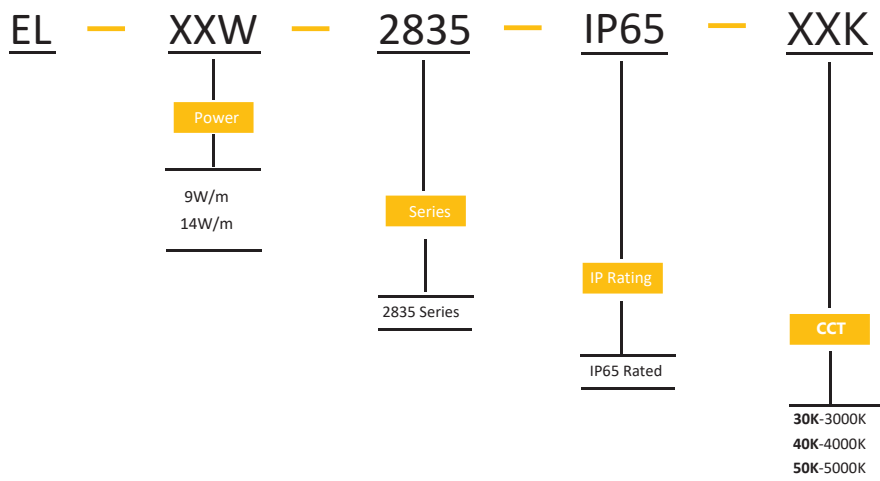 EL — XXW — 2835 — IP65 — XXK
Power
9W/m
14W/m
Series
2835 Series
IP Rating
IP65 Rated
CCT
30K-3000K
40K-4000K
50K-5000K